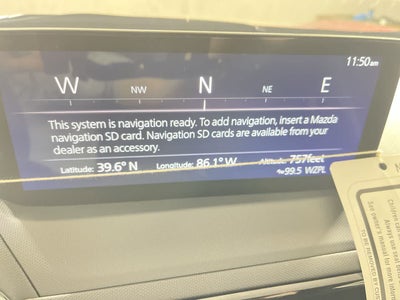 11:50am
W NW N NE E
This system is navigation ready. To add navigation, insert a Mazda
navigation SD card. Navigation SD cards are available from your
dealer as an accessory.
Latitude: 39.6° N Longitude: 86.1° W Altitude: 757feet
99.5 WZPL